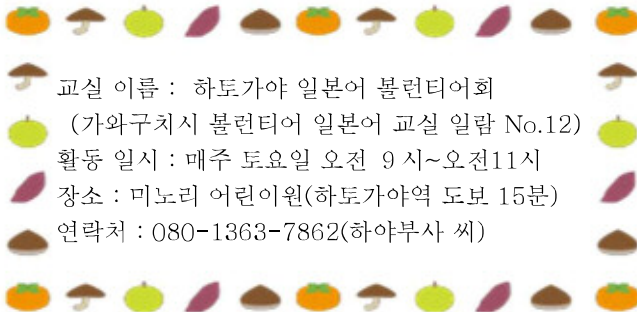 교실 이름 : 하토가야 일본어 볼런티어회
(가와구치시 볼런티어 일본어 교실 일람 No.12)
활동 일시 : 매주 토요일 오전 9시~오전11시
장소 : 미노리 어린이원(하토가야역 도보 15분)
연락처 : 080-1363-7862(하야부사 씨)